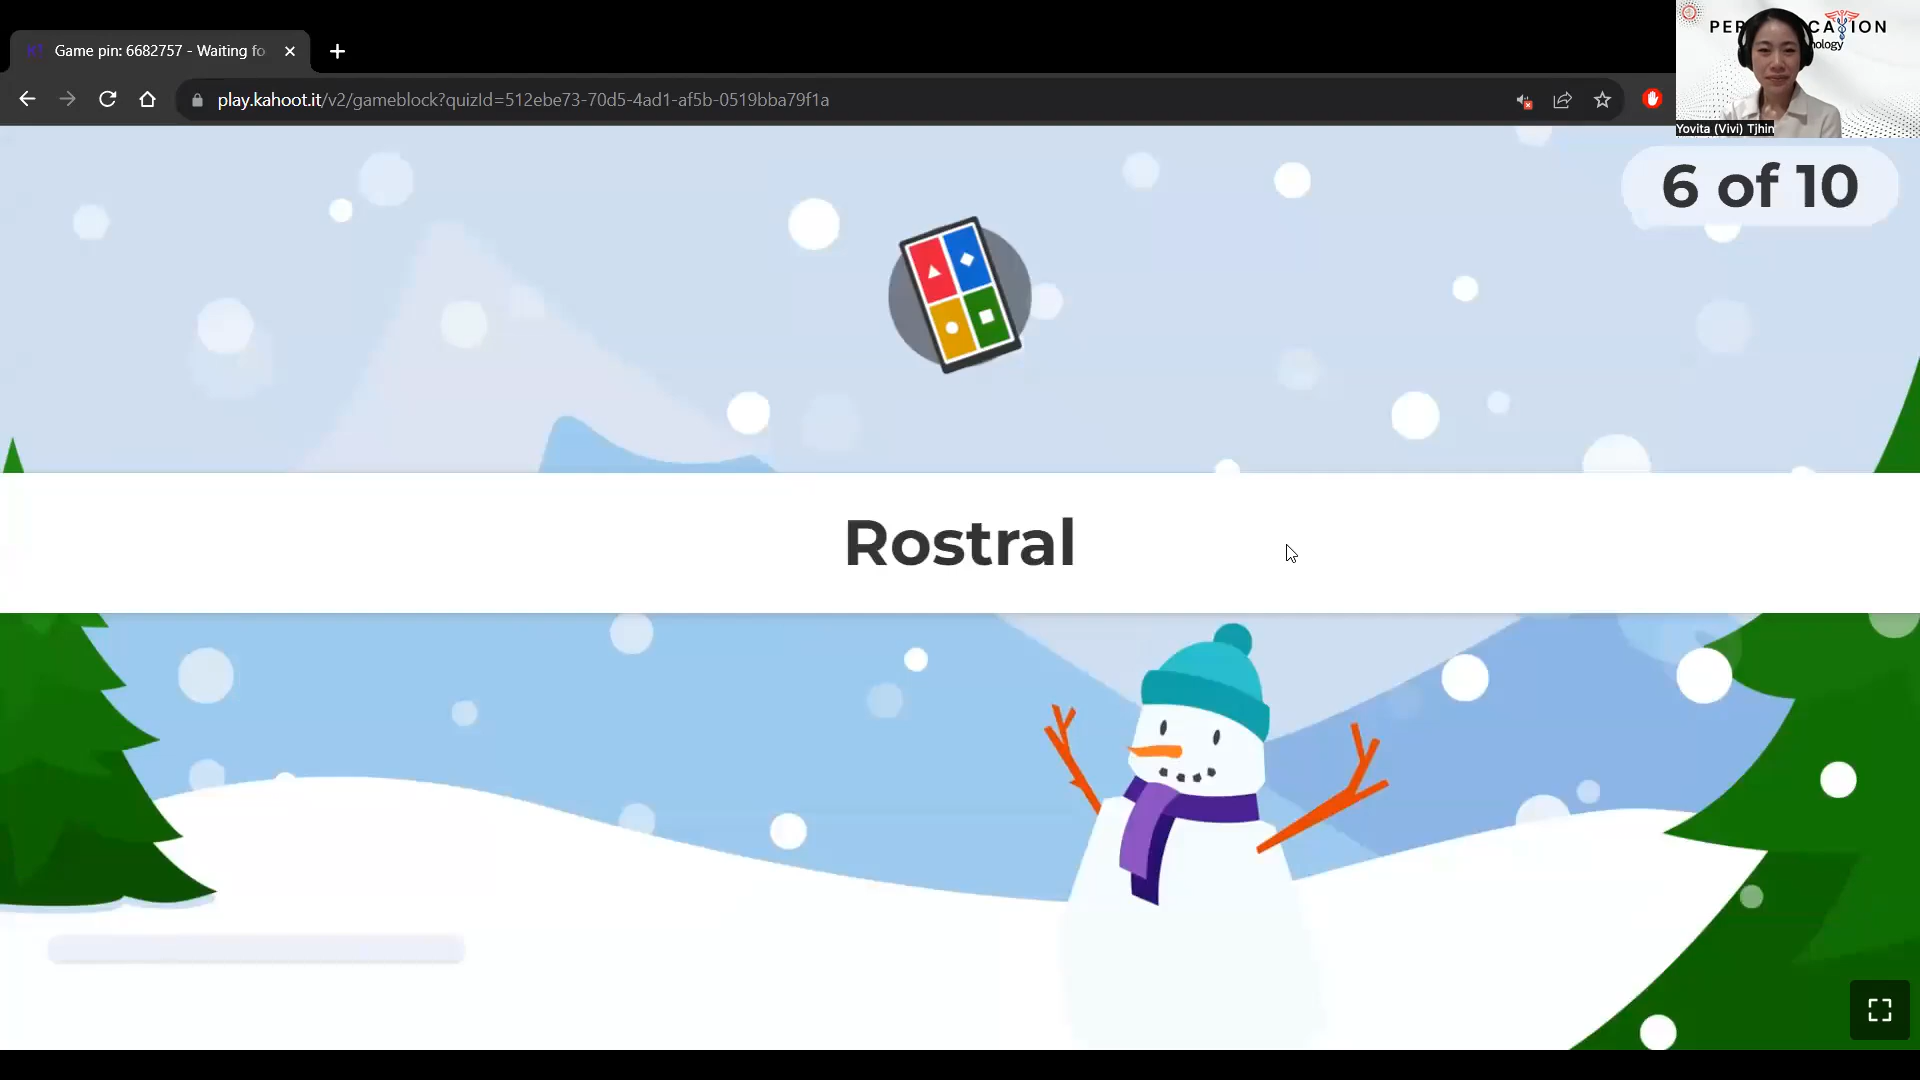 Game pin: 6682757 - Waiting fo
play.kahoot.it/v2/gameblock?quizId=512ebe73-70d5-4ad1-af5b-0519bba79f1a
Yovita (Vivi) Tjhin
6 of 10
Rostral